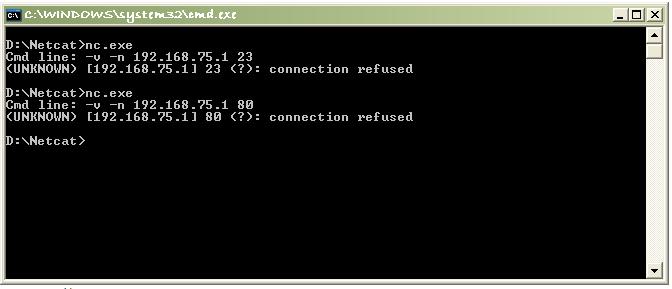 C:\WINDOWS\system32\cmd.exe
D:\Netcat>nc.exe
Cmd line: -v -n 192.168.75.1 23
(UNKNOWN) [192.168.75.1] 23 (?): connection refused
D:\Netcat>nc.exe
Cmd line: -v -n 192.168.75.1 80
(UNKNOWN) [192.168.75.1] 80 (?): connection refused
D:\Netcat>